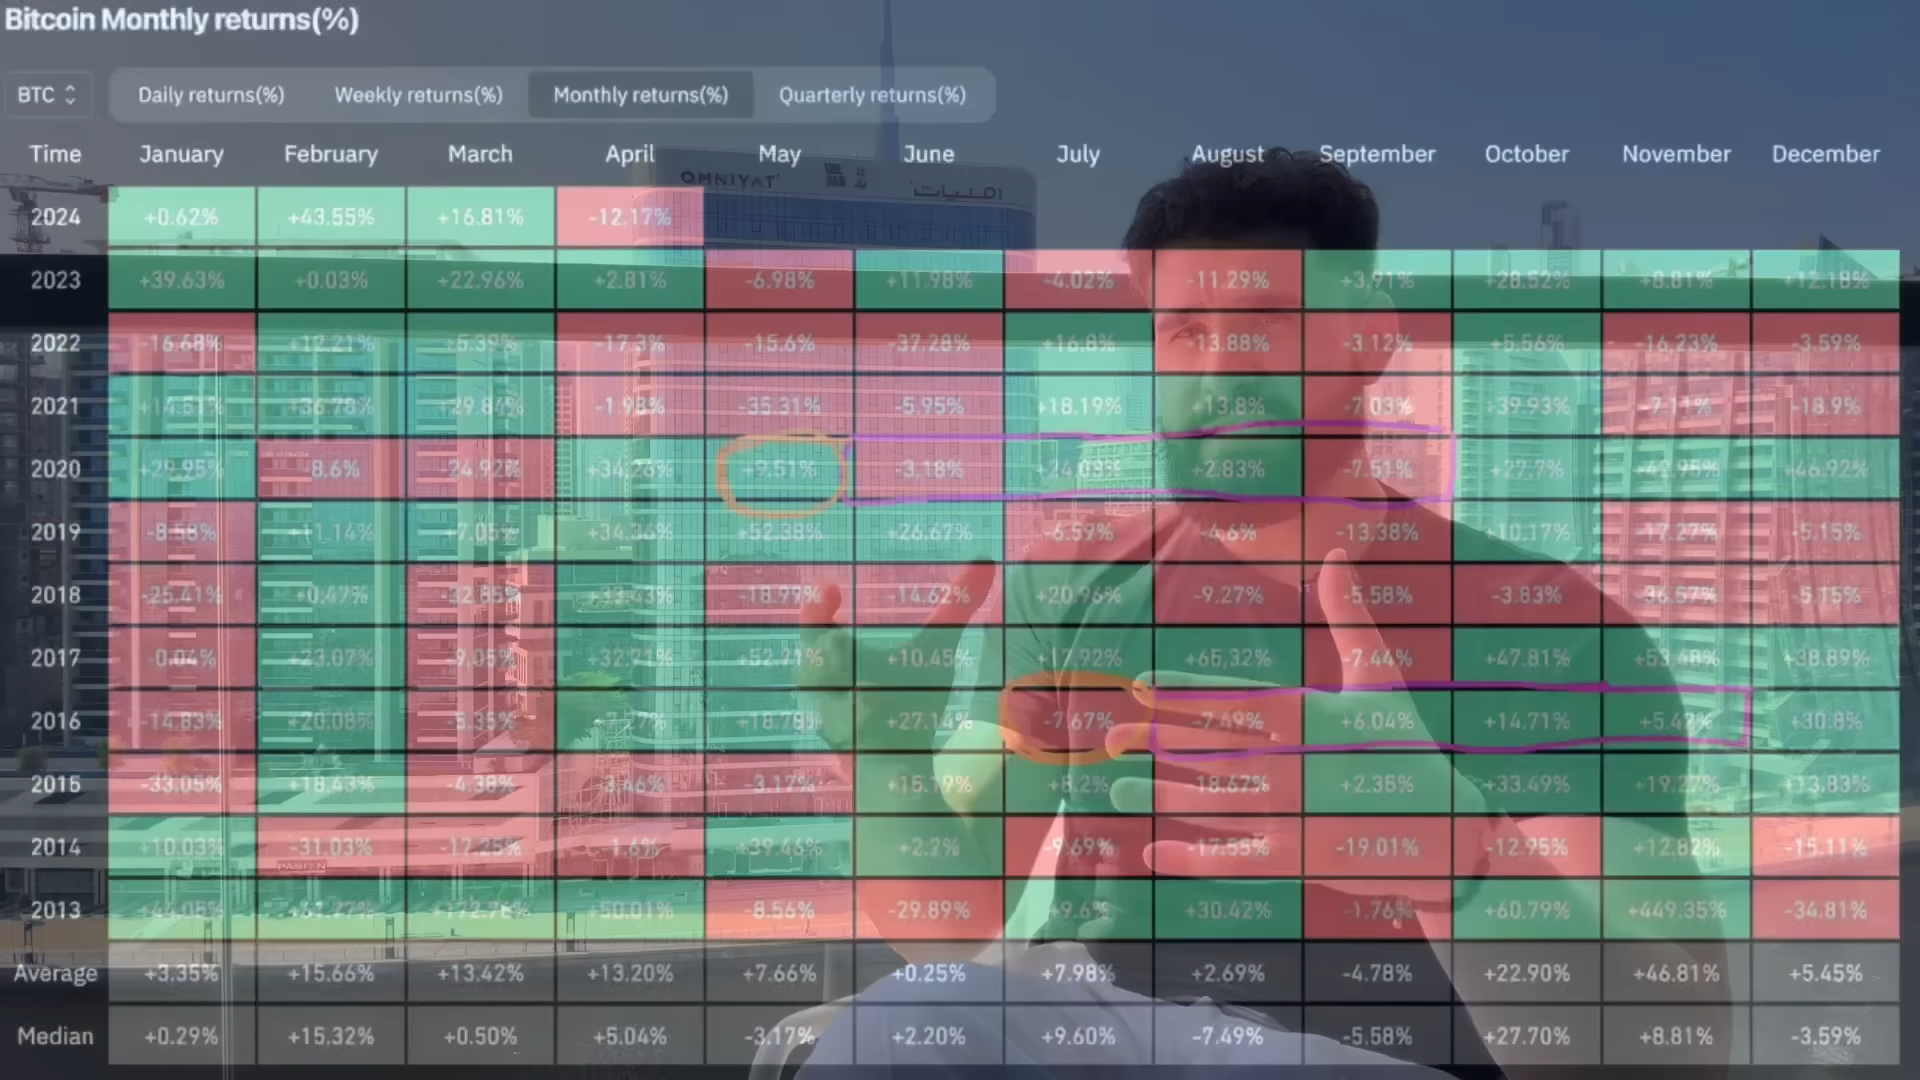 Bitcoin Monthly returns(%)
BTC Daily returns(%) Weekly returns(%) Monthly returns(%) Quarterly returns(%)
Time January February March April May June July August September October November December
OMNIYAT أمنيات
2024 +0.62% +43.55% +16.81% -12.17%
2023 +39.63% +0.03% +22.96% +2.81% -6.98% +11.98% -4.02% -11.29% +3.91% +28.52% +8.81% +12.18%
2022 -16.68% +12.21% +5.39% -17.3% -15.6% -37.28% +16.8% -13.88% -3.12% +5.56% -16.23% -3.59%
2021 +14.51% +36.78% +29.84% -1.98% -35.31% -5.95% +18.19% +13.8% -7.03% +39.93% -7.11% -18.9%
2020 +29.95% -8.6% -24.92% +34.26% +9.51% -3.18% +24.03% +2.83% -7.51% +27.7% +42.95% +46.92%
2019 -8.58% +11.14% -7.05% +34.36% +52.38% +26.67% -6.59% -4.6% -13.38% +10.17% -17.27% -5.15%
2018 -25.41% +0.47% -32.85% +33.43% -18.99% -14.62% +20.96% -9.27% -5.58% -3.83% -36.57% -5.15%
2017 -0.04% +23.07% -9.05% +32.71% +52.71% +10.45% +17.92% +65.32% -7.44% +47.81% +53.48% +38.89%
2016 -14.83% +20.08% -5.35% +18.78% +27.14% -7.67% -7.49% +6.04% +14.71% +5.42% +30.8%
2015 -33.05% +18.43% -4.38% -3.46% -3.17% +15.19% +8.2% -18.67% +2.35% +33.49% +19.27% +13.83%
2014 +10.03% -31.03% -17.25% -1.6% +39.46% +2.2% -9.69% -17.55% -19.01% -12.95% +12.82% -15.11%
2013 +44.05% +61.77% +172.76% +50.01% -8.56% -29.89% +9.6% +30.42% -1.76% +60.79% +449.35% -34.81%
Average +3.35% +15.66% +13.42% +13.20% +7.66% +0.25% +7.98% +2.69% -4.78% +22.90% +46.81% +5.45%
Median +0.29% +15.32% +0.50% +5.04% -3.17% +2.20% +9.60% -7.49% -5.58% +27.70% +8.81% -3.59%